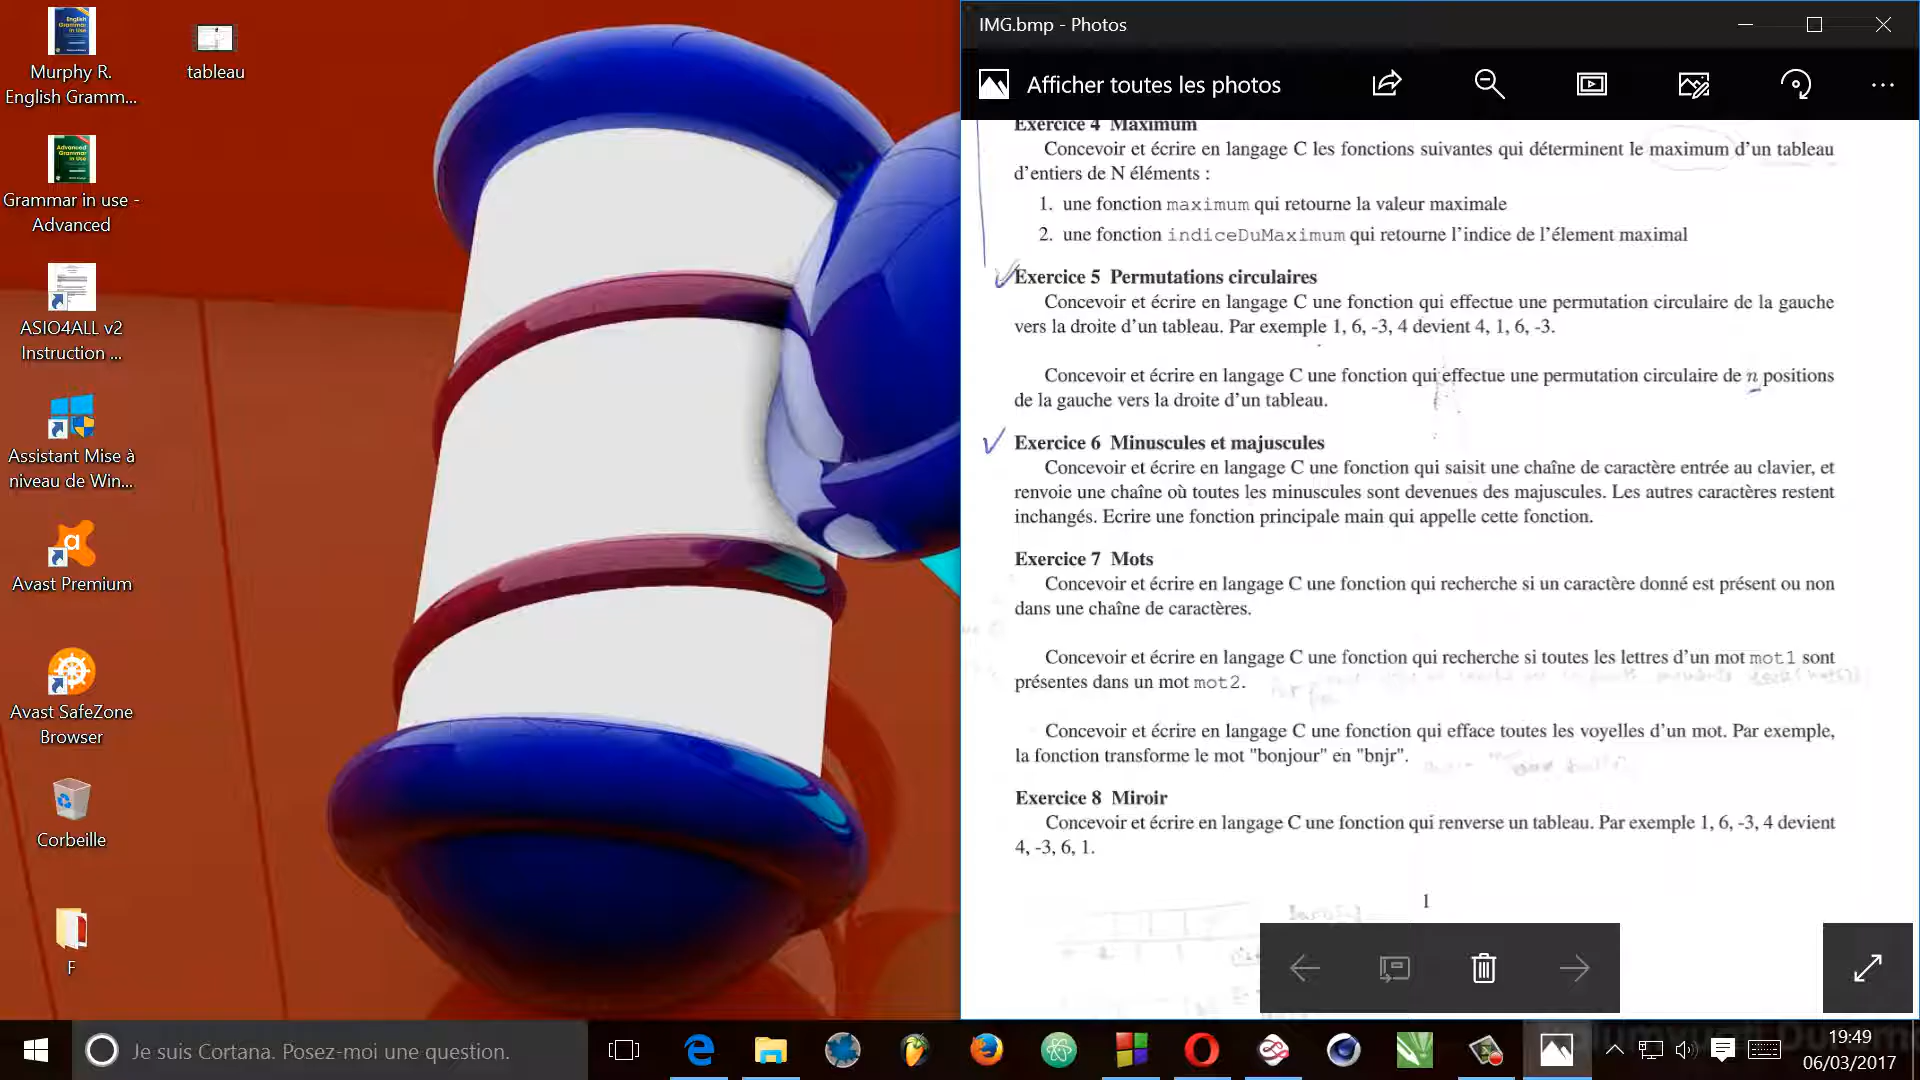 Murphy R.
English Gramm...
tableau
Grammar in use -
Advanced
ASIO4ALL v2
Instruction ...
Assistant Mise à
niveau de Win...
Avast Premium
Avast SafeZone
Browser
Corbeille
F
IMG.bmp - Photos
Afficher toutes les photos
Exercice 4 Maximum
Concevoir et écrire en langage C les fonctions suivantes qui déterminent le maximum d'un tableau
d'entiers de N éléments :
1. une fonction maximum qui retourne la valeur maximale
2. une fonction indiceDuMaximum qui retourne l'indice de l'élement maximal
Exercice 5 Permutations circulaires
Concevoir et écrire en langage C une fonction qui effectue une permutation circulaire de la gauche
vers la droite d'un tableau. Par exemple 1, 6, -3, 4 devient 4, 1, 6, -3.
Concevoir et écrire en langage C une fonction qui effectue une permutation circulaire de n positions
de la gauche vers la droite d'un tableau.
Exercice 6 Minuscules et majuscules
Concevoir et écrire en langage C une fonction qui saisit une chaîne de caractère entrée au clavier, et
renvoie une chaîne où toutes les minuscules sont devenues des majuscules. Les autres caractères restent
inchangés. Ecrire une fonction principale main qui appelle cette fonction.
Exercice 7 Mots
Concevoir et écrire en langage C une fonction qui recherche si un caractère donné est présent ou non
dans une chaîne de caractères.
Concevoir et écrire en langage C une fonction qui recherche si toutes les lettres d'un mot mot1 sont
présentes dans un mot mot2.
Concevoir et écrire en langage C une fonction qui efface toutes les voyelles d'un mot. Par exemple,
la fonction transforme le mot "bonjour" en "bnjr".
Exercice 8 Miroir
Concevoir et écrire en langage C une fonction qui renverse un tableau. Par exemple 1, 6, -3, 4 devient
4, -3, 6, 1.
1
Je suis Cortana. Posez-moi une question.
19:49
06/03/2017